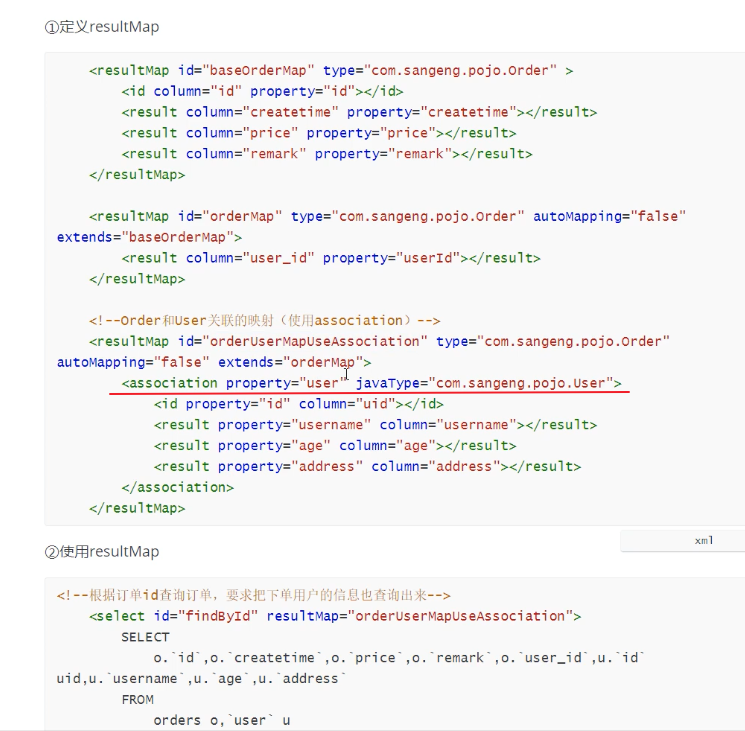 ①定义resultMap
<resultMap id="baseOrderMap" type="com.sangeng.pojo.Order" >
<id column="id" property="id"></id>
<result column="createtime" property="createtime"></result>
<result column="price" property="price"></result>
<result column="remark" property="remark"></result>
</resultMap>
<resultMap id="orderMap" type="com.sangeng.pojo.Order" autoMapping="false"
extends="baseOrderMap">
<result column="user_id" property="userId"></result>
</resultMap>
<!--Order和User关联的映射（使用association）-->
<resultMap id="orderUserMapUseAssociation" type="com.sangeng.pojo.Order"
autoMapping="false" extends="orderMap">
<association property="user" javaType="com.sangeng.pojo.User">
<id property="id" column="uid"></id>
<result property="username" column="username"></result>
<result property="age" column="age"></result>
<result property="address" column="address"></result>
</association>
</resultMap>
xml
②使用resultMap
<!--根据订单id查询订单，要求把下单用户的信息也查询出来-->
<select id="findById" resultMap="orderUserMapUseAssociation">
SELECT
o.`id`,o.`createtime`,o.`price`,o.`remark`,o.`user_id`,u.`id`
uid,u.`username`,u.`age`,u.`address`
FROM
orders o,`user` u